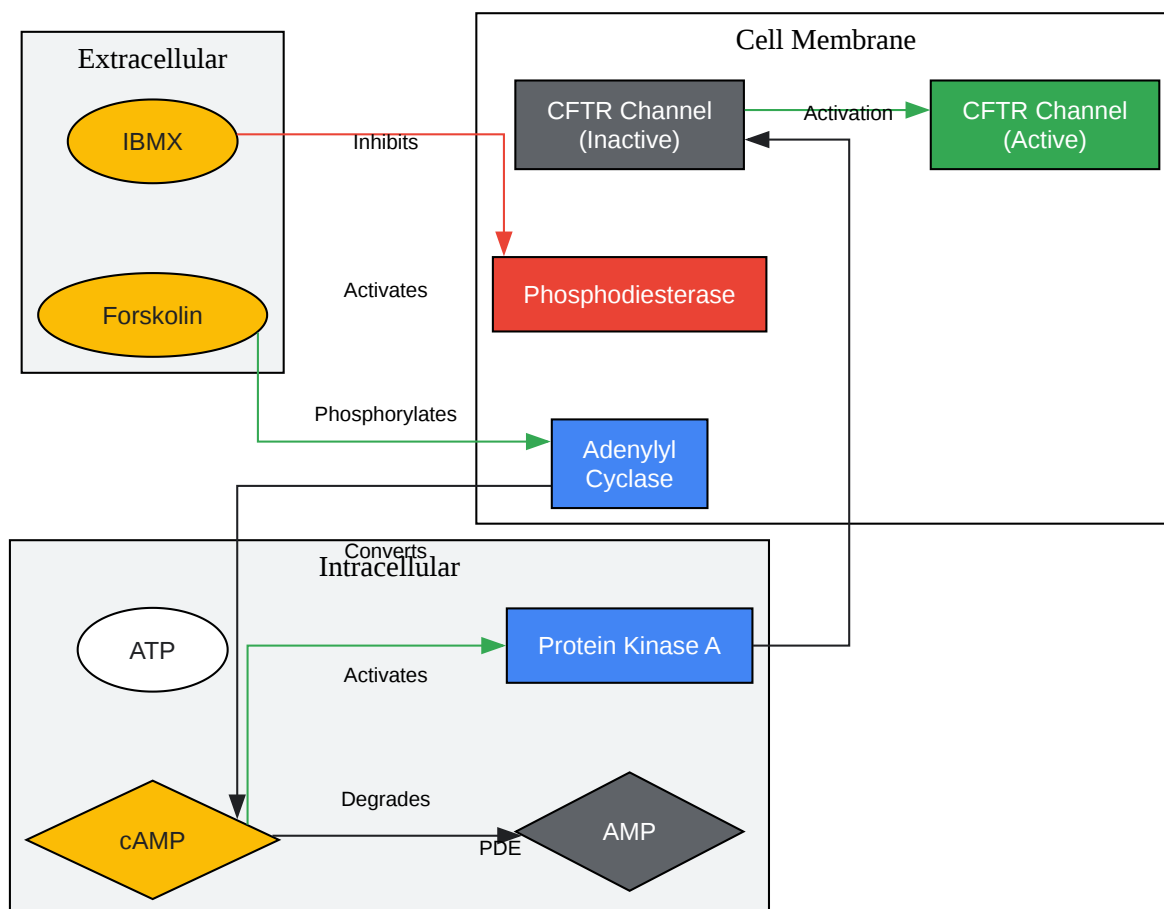 Extracellular
Cell Membrane
IBMX
Inhibits
CFTR Channel
(Inactive)
Activation
CFTR Channel
(Active)
Forskolin
Activates
Phosphodiesterase
Phosphorylates
Adenylyl
Cyclase
Converts
Intracellular
ATP
Activates
Protein Kinase A
cAMP
Degrades
PDE
AMP